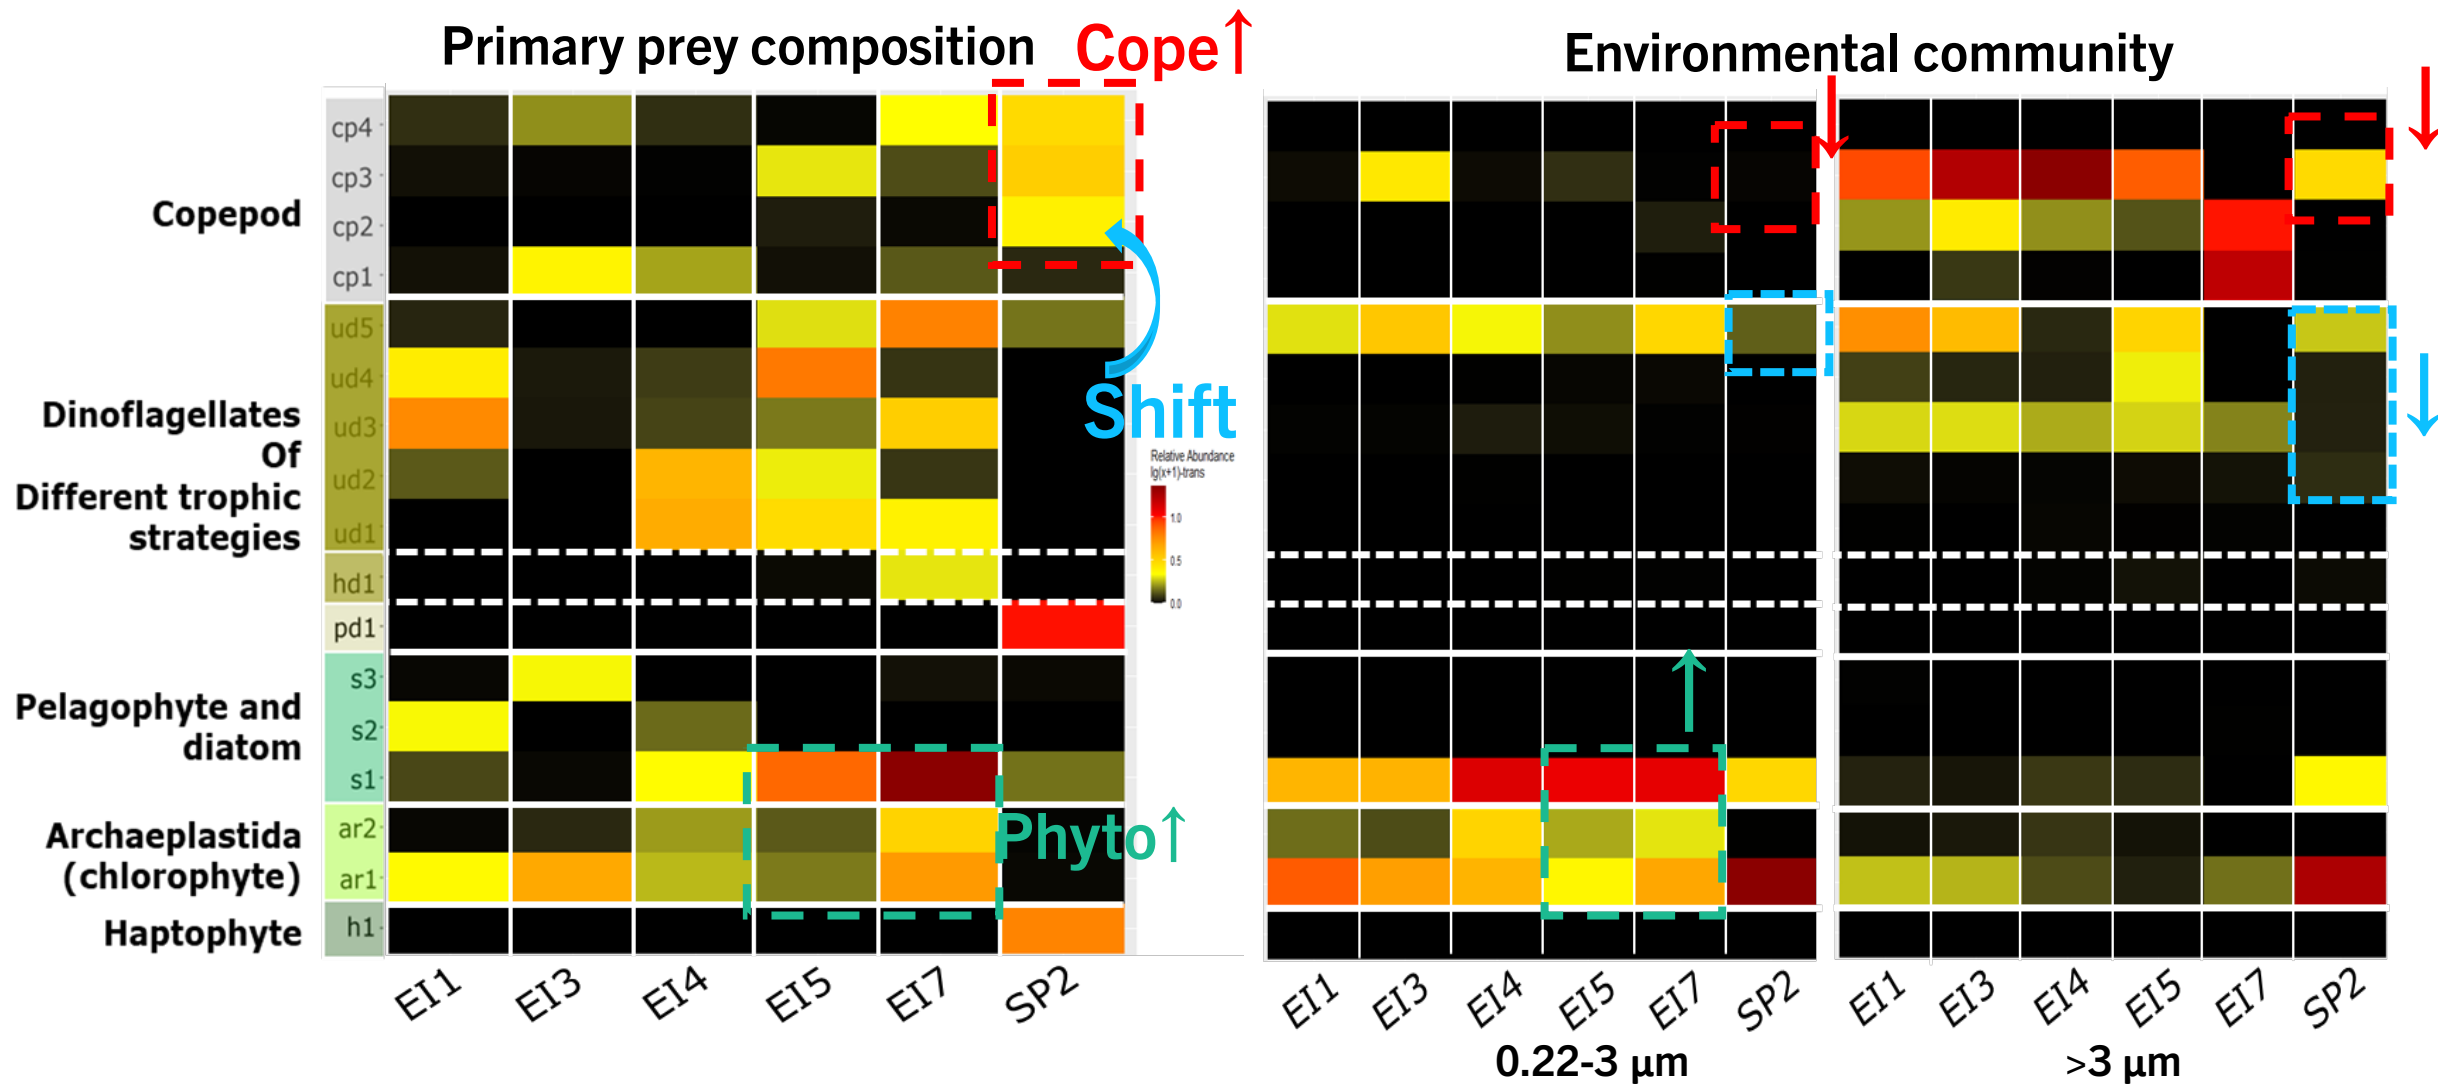 Primary prey composition
Cope↑
Environmental community
Copepod
Dinoflagellates
Of
Different trophic
strategies
Pelagophyte and
diatom
Archaeplastida
(chlorophyte)
Haptophyte
cp4
cp3
cp2
cp1
ud5
ud4
ud3
ud2
ud1
hd1
pd1
s3
s2
s1
ar2
ar1
h1
Shift
Relative Abundance
lg(x+1)-trans
1.0
0.5
0.0
Phyto↑
EI1 EI3 EI4 EI5 EI7 SP2
EI1 EI3 EI4 EI5 EI7 SP2
EI1 EI3 EI4 EI5 EI7 SP2
0.22-3 μm
>3 μm